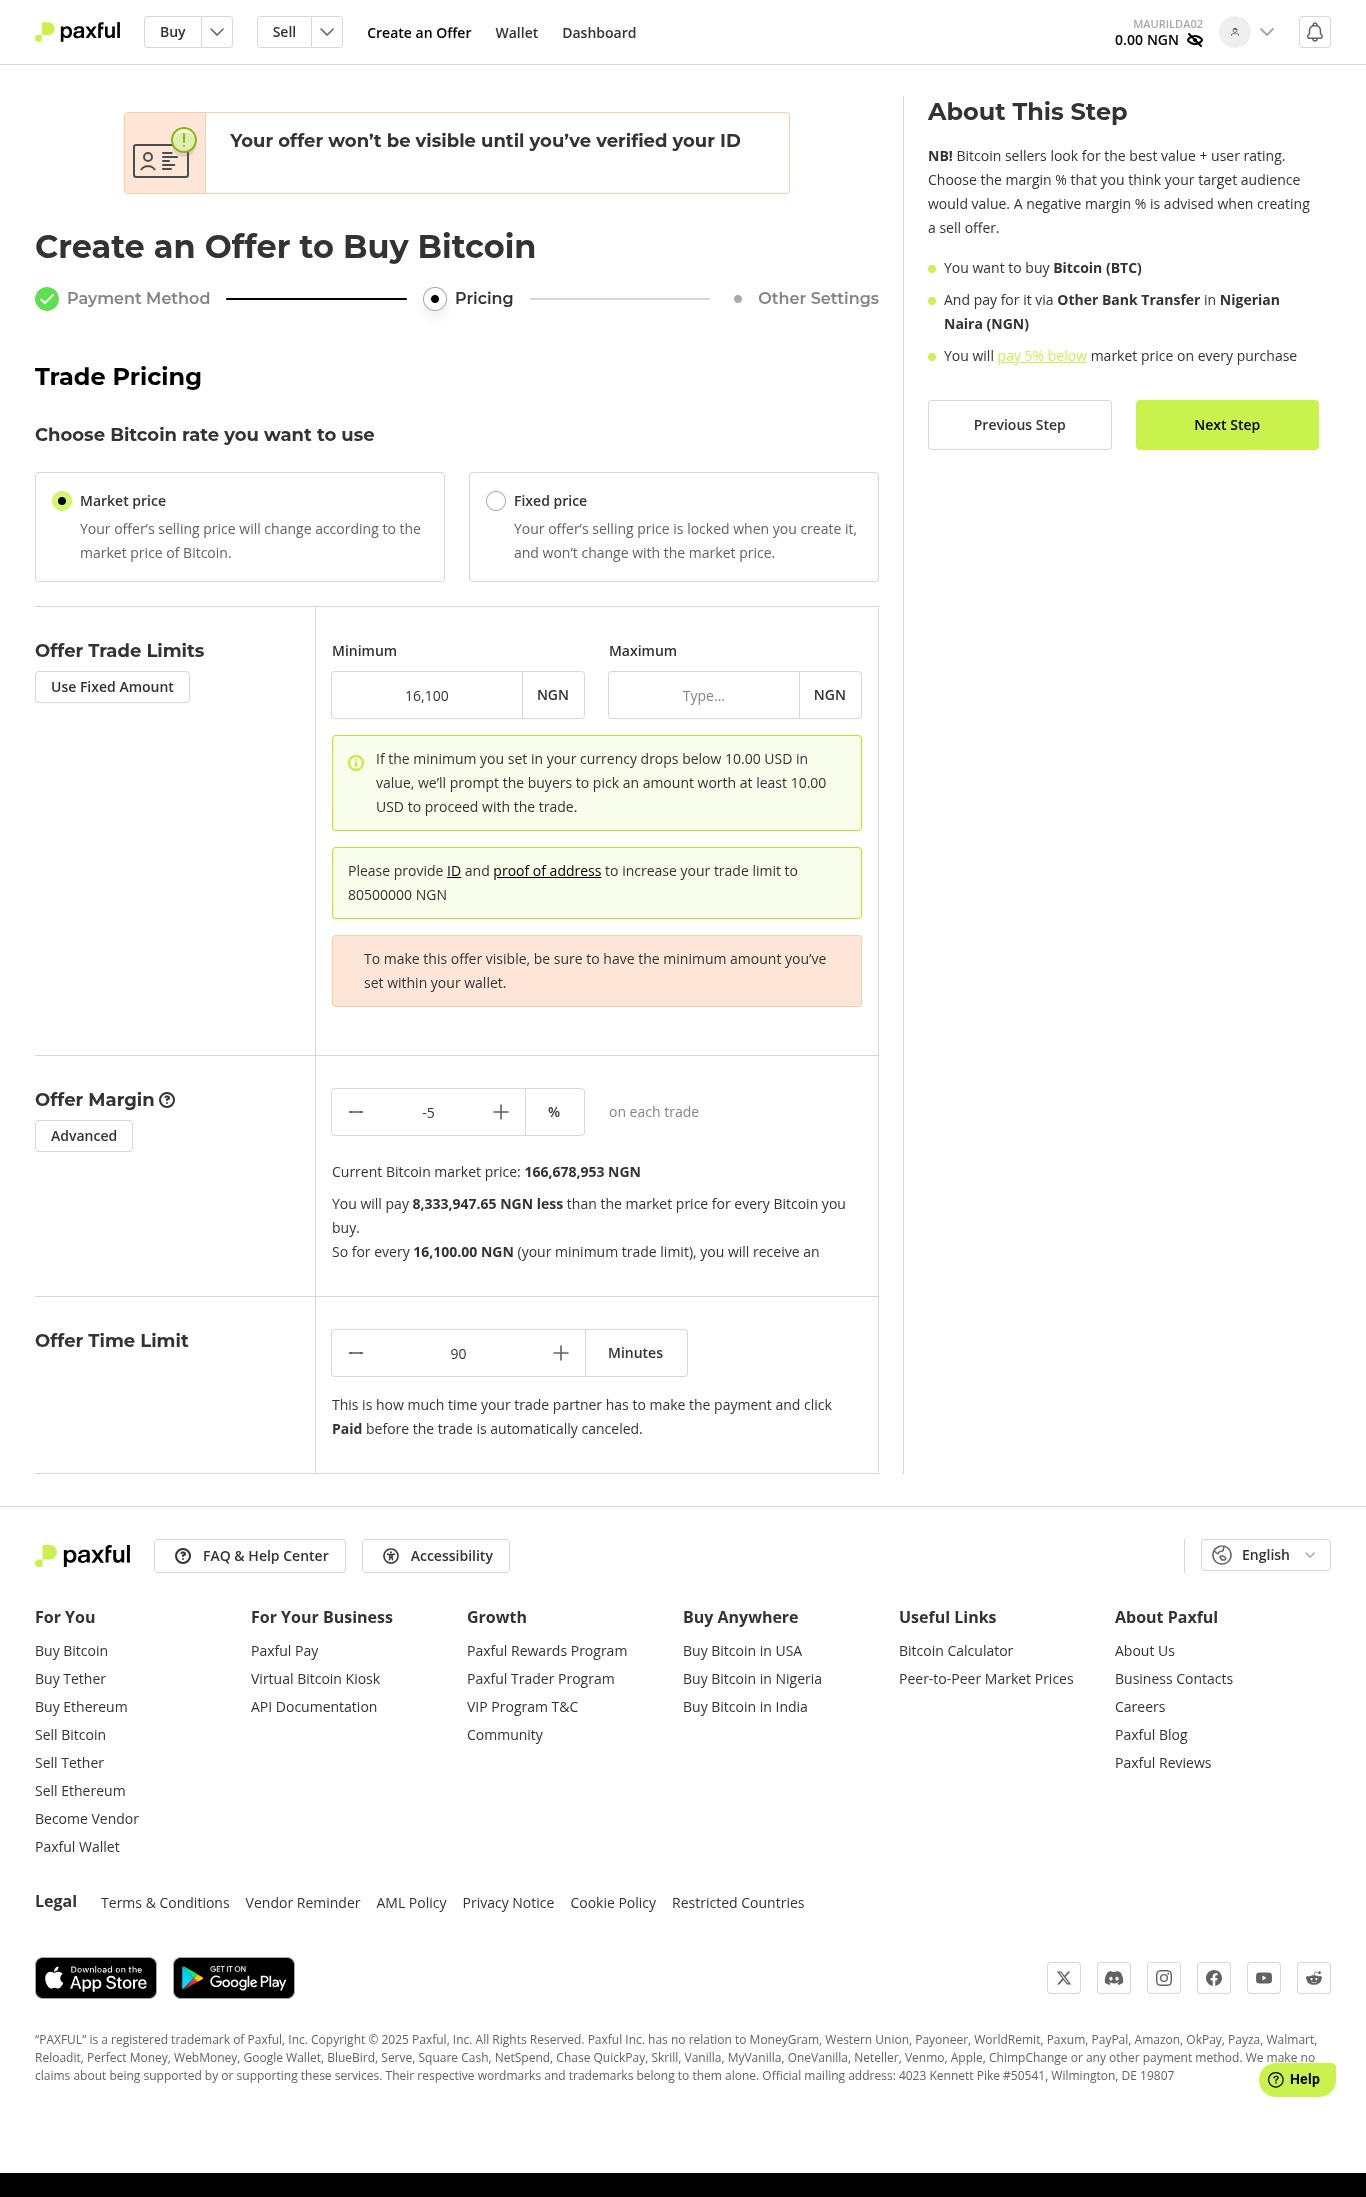 paxful
Buy
Sell
Create an Offer
Wallet
Dashboard
MAURILDA02
0.00 NGN
Your offer won’t be visible until you’ve verified your ID
Create an Offer to Buy Bitcoin
Payment Method
Pricing
Other Settings
Trade Pricing
Choose Bitcoin rate you want to use
Market price
Your offer’s selling price will change according to the
market price of Bitcoin.
Fixed price
Your offer’s selling price is locked when you create it,
and won’t change with the market price.
Offer Trade Limits
Use Fixed Amount
Minimum
16,100 NGN
Maximum
Type... NGN
If the minimum you set in your currency drops below 10.00 USD in
value, we’ll prompt the buyers to pick an amount worth at least 10.00
USD to proceed with the trade.
Please provide ID and proof of address to increase your trade limit to
80500000 NGN
To make this offer visible, be sure to have the minimum amount you’ve
set within your wallet.
Offer Margin
Advanced
-5 % on each trade
Current Bitcoin market price: 166,678,953 NGN
You will pay 8,333,947.65 NGN less than the market price for every Bitcoin you
buy.
So for every 16,100.00 NGN (your minimum trade limit), you will receive an
Offer Time Limit
90 Minutes
This is how much time your trade partner has to make the payment and click
Paid before the trade is automatically canceled.
About This Step
NB! Bitcoin sellers look for the best value + user rating.
Choose the margin % that you think your target audience
would value. A negative margin % is advised when creating
a sell offer.
You want to buy Bitcoin (BTC)
And pay for it via Other Bank Transfer in Nigerian
Naira (NGN)
You will pay 5% below market price on every purchase
Previous Step
Next Step
paxful
FAQ & Help Center
Accessibility
English
For You
Buy Bitcoin
Buy Tether
Buy Ethereum
Sell Bitcoin
Sell Tether
Sell Ethereum
Become Vendor
Paxful Wallet
For Your Business
Paxful Pay
Virtual Bitcoin Kiosk
API Documentation
Growth
Paxful Rewards Program
Paxful Trader Program
VIP Program T&C
Community
Buy Anywhere
Buy Bitcoin in USA
Buy Bitcoin in Nigeria
Buy Bitcoin in India
Useful Links
Bitcoin Calculator
Peer-to-Peer Market Prices
About Paxful
About Us
Business Contacts
Careers
Paxful Blog
Paxful Reviews
Legal
Terms & Conditions
Vendor Reminder
AML Policy
Privacy Notice
Cookie Policy
Restricted Countries
Download on the
App Store
GET IT ON
Google Play
“PAXFUL” is a registered trademark of Paxful, Inc. Copyright © 2025 Paxful, Inc. All Rights Reserved. Paxful Inc. has no relation to MoneyGram, Western Union, Payoneer, WorldRemit, Paxum, PayPal, Amazon, OkPay, Payza, Walmart,
Reloadit, Perfect Money, WebMoney, Google Wallet, BlueBird, Serve, Square Cash, NetSpend, Chase QuickPay, Skrill, Vanilla, MyVanilla, OneVanilla, Neteller, Venmo, Apple, ChimpChange or any other payment method. We make no
claims about being supported by or supporting these services. Their respective wordmarks and trademarks belong to them alone. Official mailing address: 4023 Kennett Pike #50541, Wilmington, DE 19807
Help